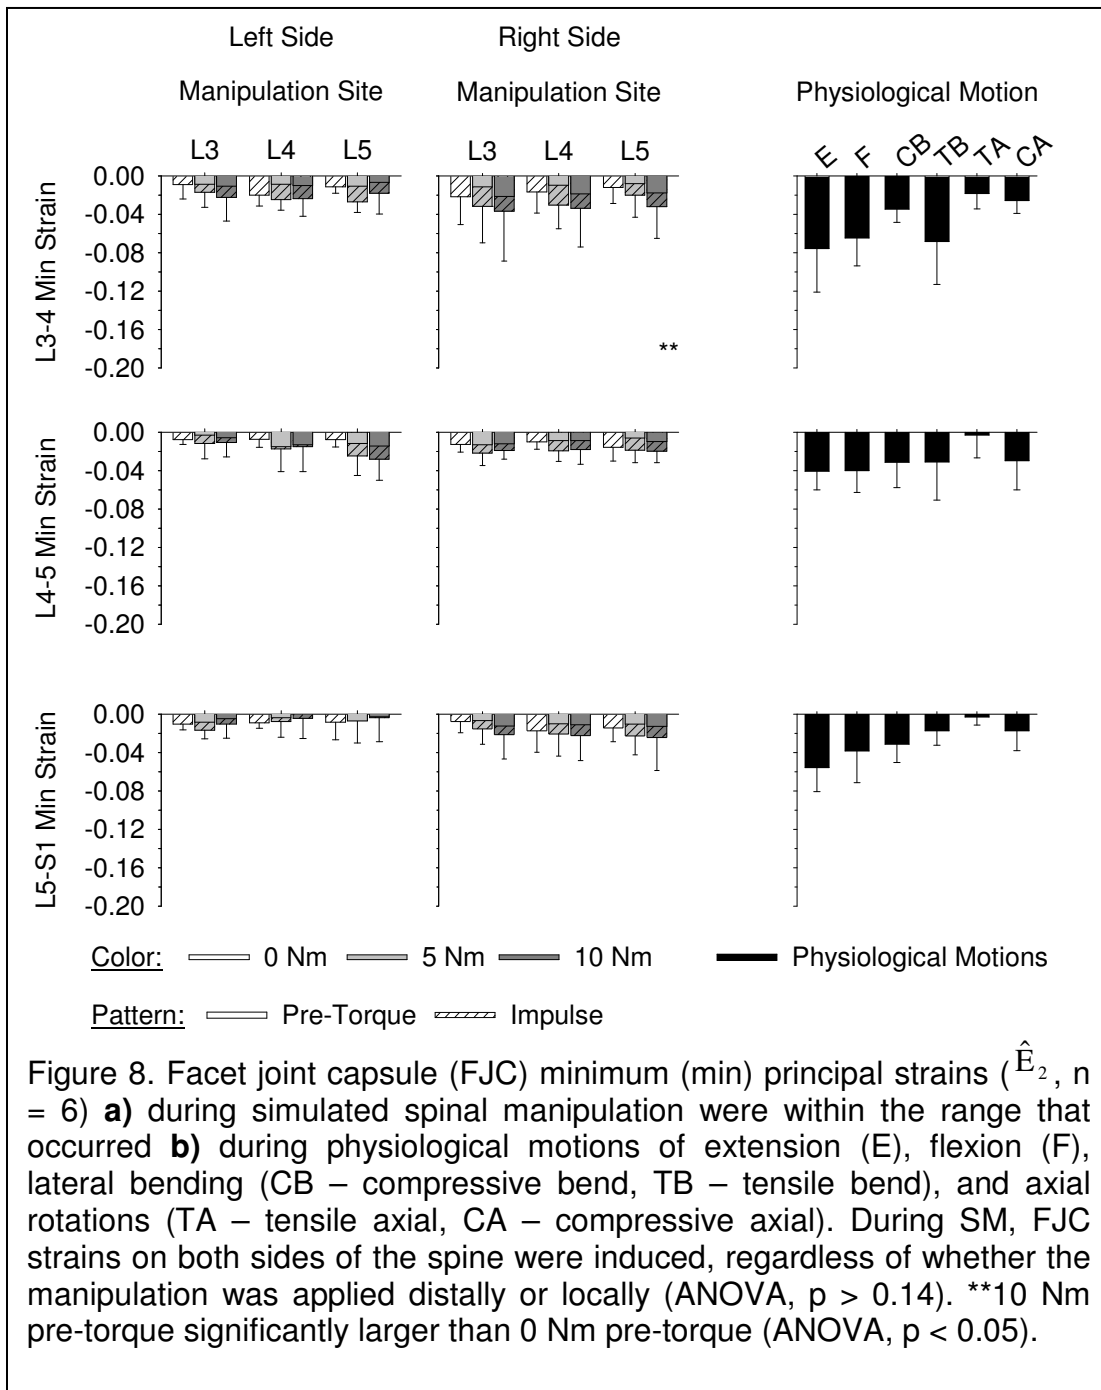 Left Side Right Side
Manipulation Site Manipulation Site Physiological Motion
L3 L4 L5 L3 L4 L5 E F CB TB TA CA
L3-4 Min Strain
0.00
-0.04
-0.08
-0.12
-0.16
-0.20
**
L4-5 Min Strain
0.00
-0.04
-0.08
-0.12
-0.16
-0.20
L5-S1 Min Strain
0.00
-0.04
-0.08
-0.12
-0.16
-0.20
Color: 0 Nm 5 Nm 10 Nm Physiological Motions
Pattern: Pre-Torque Impulse
Figure 8. Facet joint capsule (FJC) minimum (min) principal strains (Ê₂, n
= 6) a) during simulated spinal manipulation were within the range that
occurred b) during physiological motions of extension (E), flexion (F),
lateral bending (CB – compressive bend, TB – tensile bend), and axial
rotations (TA – tensile axial, CA – compressive axial). During SM, FJC
strains on both sides of the spine were induced, regardless of whether the
manipulation was applied distally or locally (ANOVA, p > 0.14). **10 Nm
pre-torque significantly larger than 0 Nm pre-torque (ANOVA, p < 0.05).